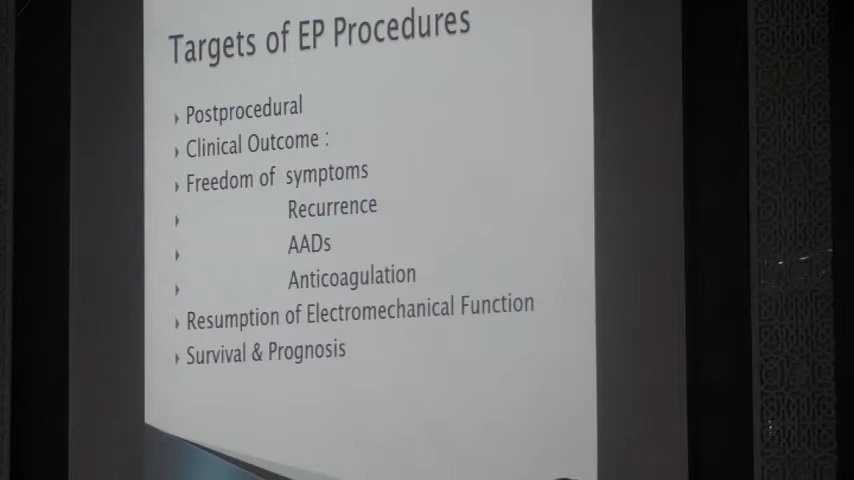 Targets of EP Procedures
Postprocedural
Clinical Outcome :
Freedom of symptoms
Recurrence
AADs
Anticoagulation
Resumption of Electromechanical Function
Survival & Prognosis